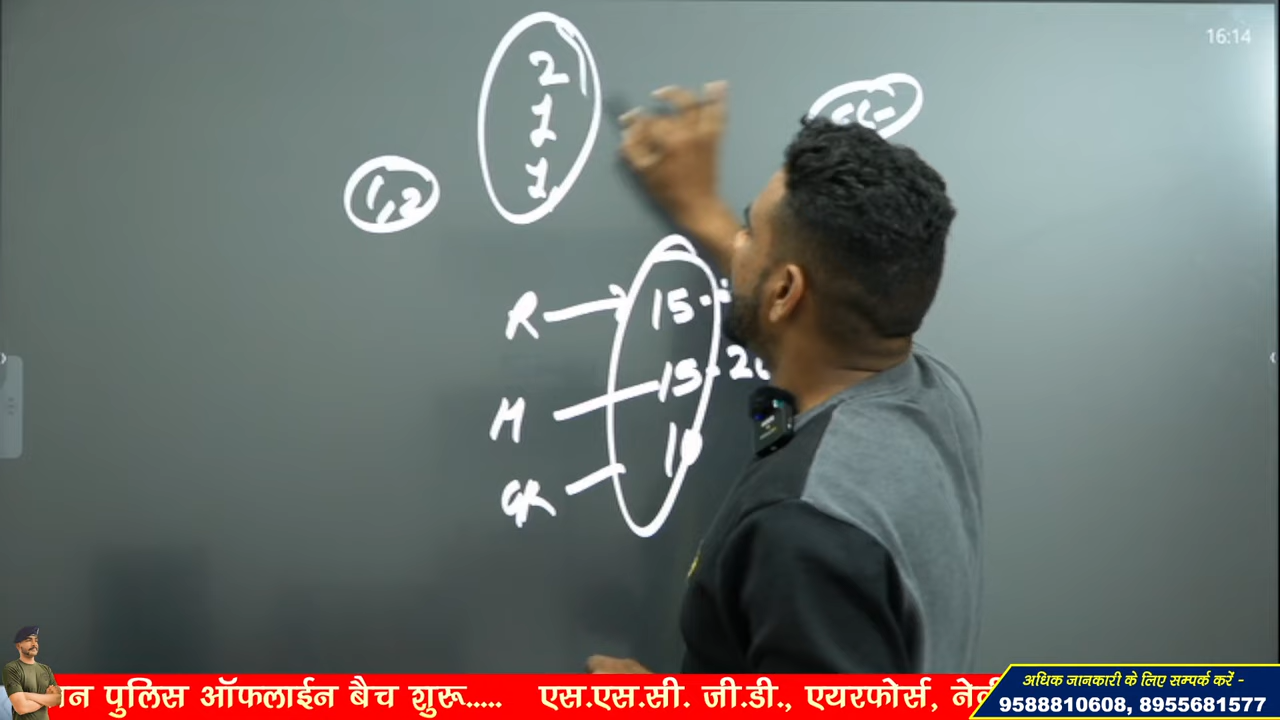 16:14
2
1
1
1,2
R 15-
H 15-20
GK 10
न पुलिस ऑफलाईन बैच शुरू..... एस.एस.सी. जी.डी., एयरफोर्स,
अधिक जानकारी के लिए सम्पर्क करें -
9588810608, 8955681577